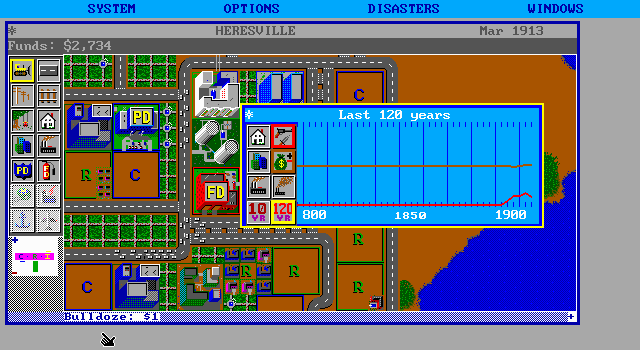 SYSTEM OPTIONS DISASTERS WINDOWS
HERESVILLE Mar 1913
Funds: $2,734
C
Last 120 years
PD
R C
PD
FD
10 YR 120 YR
800 1850 1900
R
C
R
R
R
Bulldoze: $1